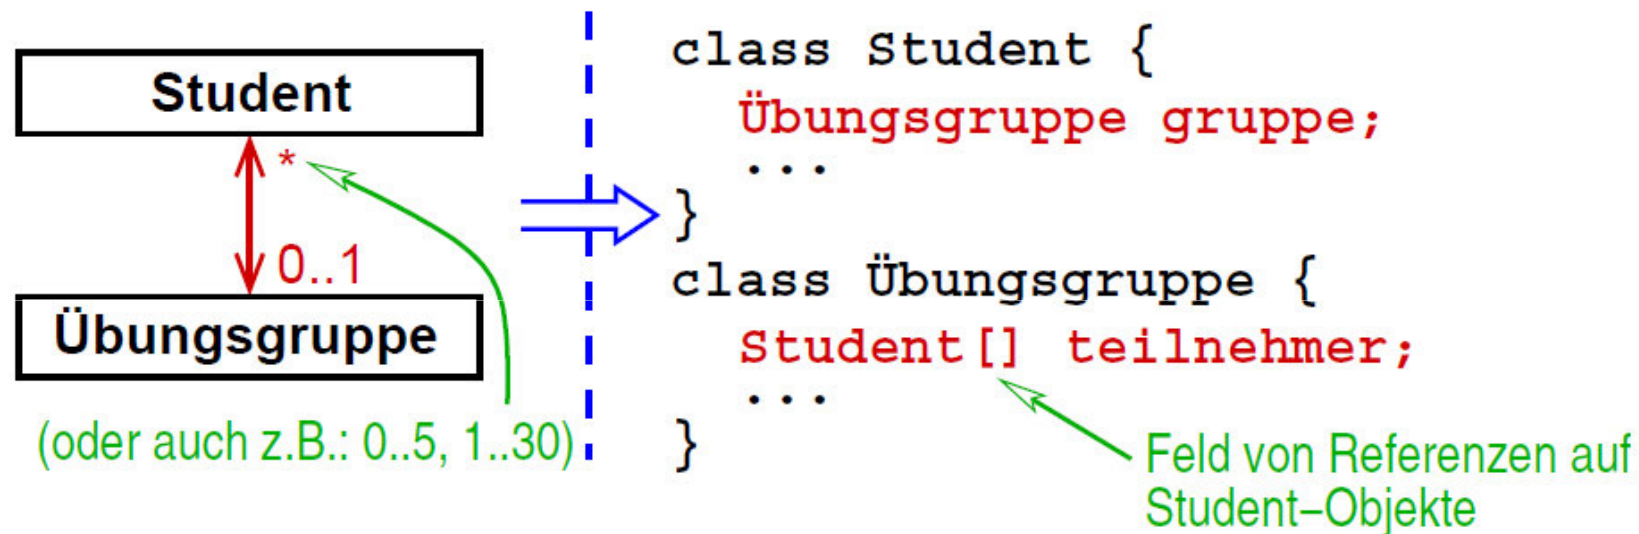 Student
*
0..1
Übungsgruppe
(oder auch z.B.: 0..5, 1..30)
class Student {
Übungsgruppe gruppe;
...
}
class Übungsgruppe {
Student[] teilnehmer;
...
}
Feld von Referenzen auf
Student–Objekte